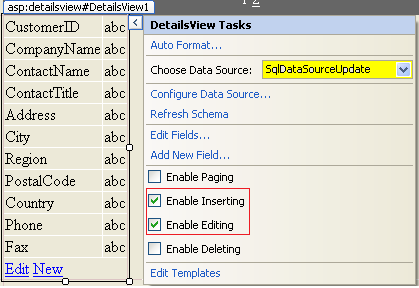 asp:detailsview#DetailsView1
CustomerID abc
CompanyName abc
ContactName abc
ContactTitle abc
Address abc
City abc
Region abc
PostalCode abc
Country abc
Phone abc
Fax abc
Edit New
DetailsView Tasks
Auto Format...
Choose Data Source: SqlDataSourceUpdate
Configure Data Source...
Refresh Schema
Edit Fields...
Add New Field...
Enable Paging
Enable Inserting
Enable Editing
Enable Deleting
Edit Templates